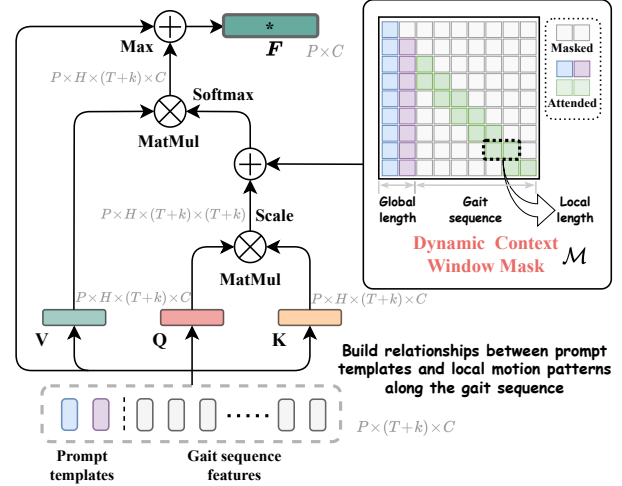 *
Max
F
P×C
P×H×(T+k)×C
Softmax
MatMul
P×H×(T+k)×(T+k)
Scale
MatMul
P×H×(T+k)×C
P×H×(T+k)×C
V
Q
K
Masked
Attended
Global length
Gait sequence
Local length
Dynamic Context
Window Mask
M
Build relationships between prompt
templates and local motion patterns
along the gait sequence
P×(T+k)×C
Prompt
templates
Gait sequence
features